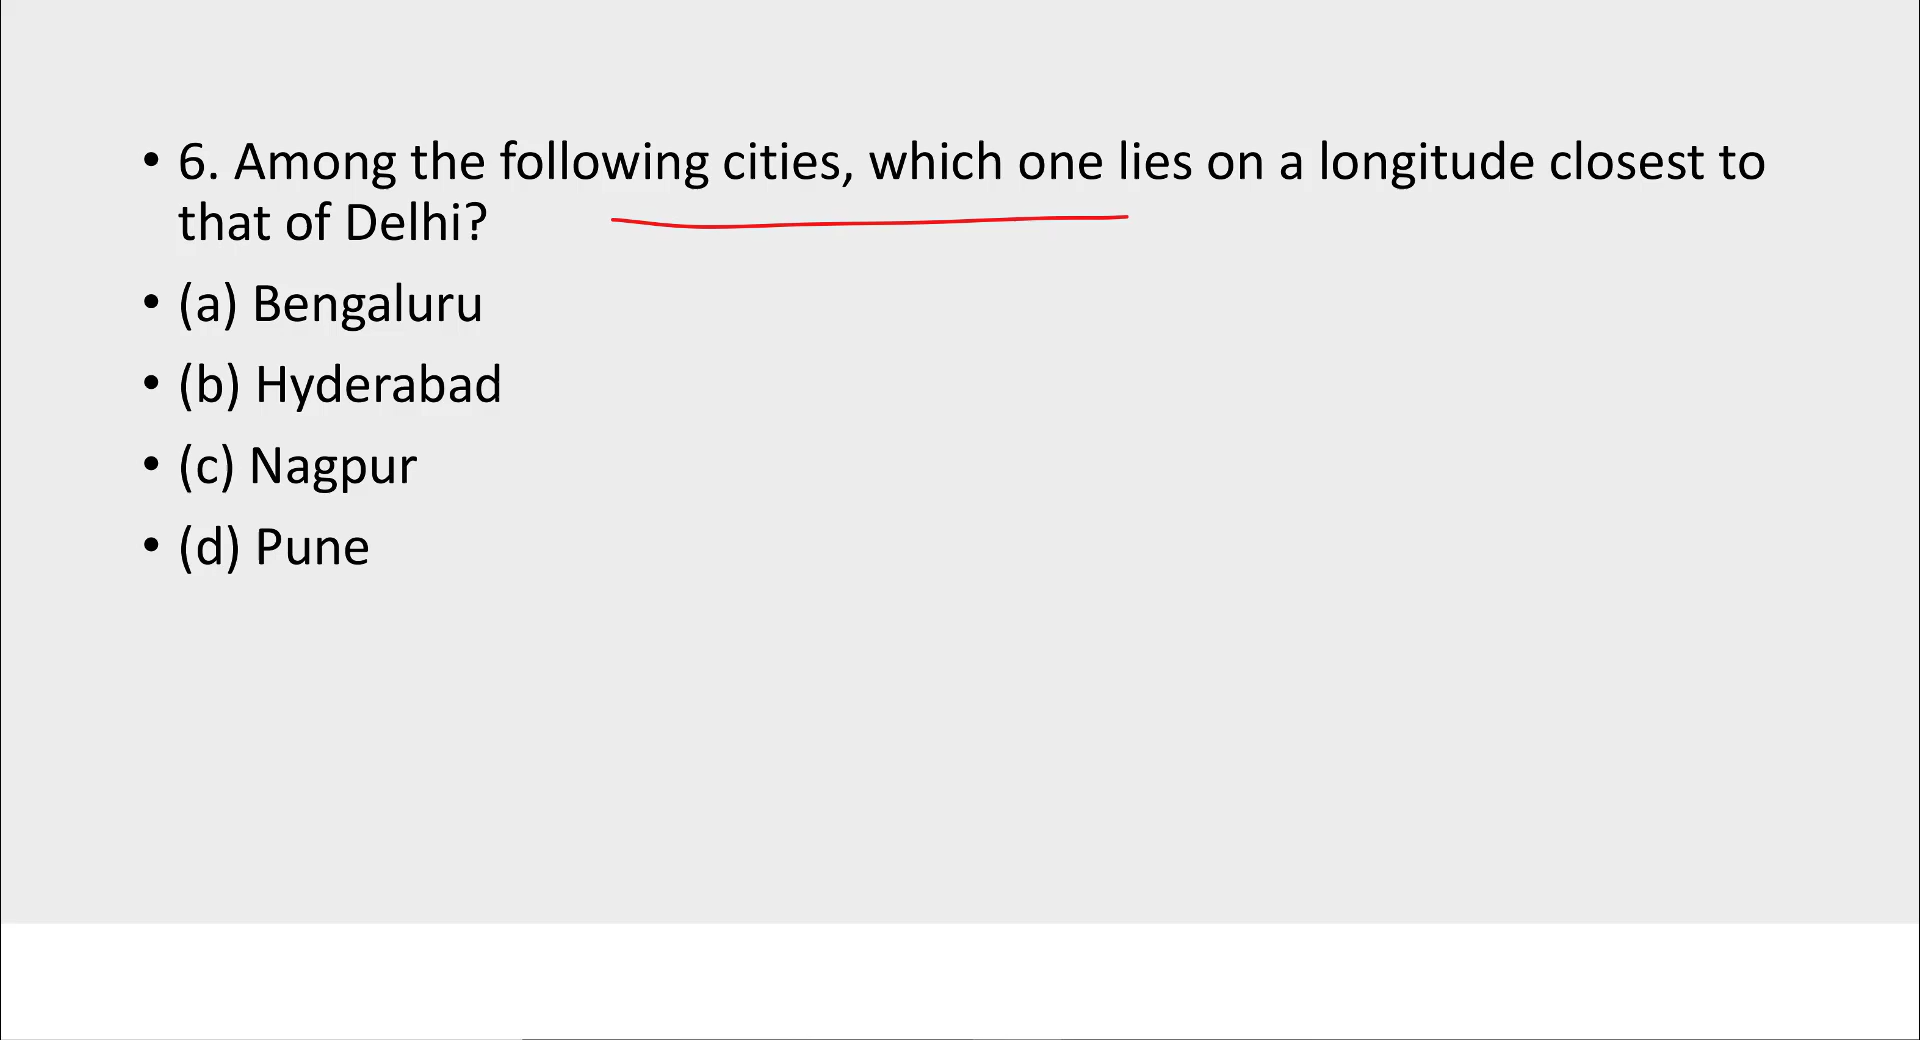 • 6. Among the following cities, which one lies on a longitude closest to
that of Delhi?
• (a) Bengaluru
• (b) Hyderabad
• (c) Nagpur
• (d) Pune